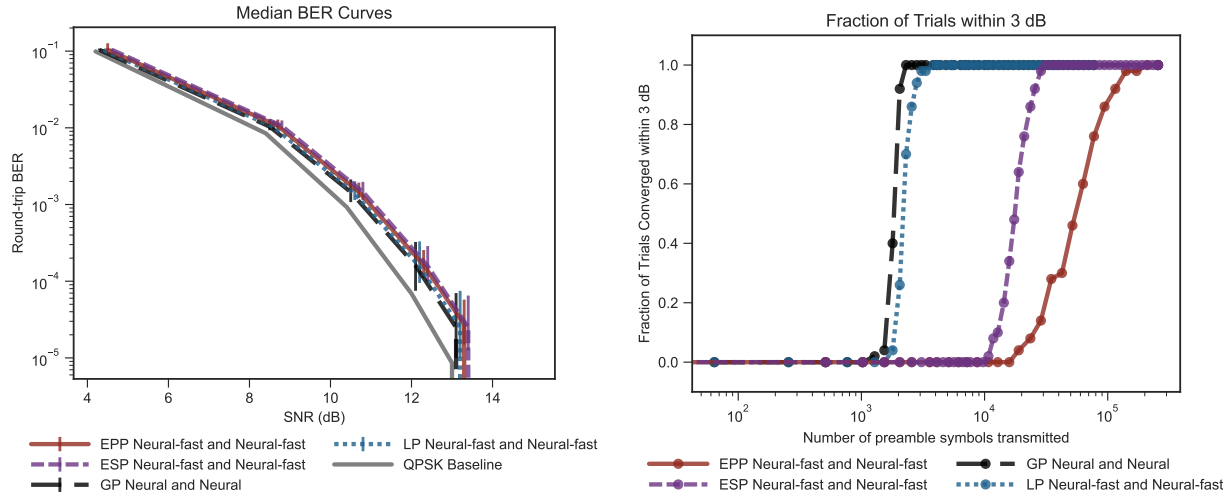 Median BER Curves
Round-trip BER
10⁻¹
10⁻²
10⁻³
10⁻⁴
10⁻⁵
4 6 8 10 12 14
SNR (dB)
EPP Neural-fast and Neural-fast
ESP Neural-fast and Neural-fast
GP Neural and Neural
LP Neural-fast and Neural-fast
QPSK Baseline
Fraction of Trials within 3 dB
Fraction of Trials Converged within 3 dB
1.0
0.8
0.6
0.4
0.2
0.0
10² 10³ 10⁴ 10⁵
Number of preamble symbols transmitted
EPP Neural-fast and Neural-fast
ESP Neural-fast and Neural-fast
GP Neural and Neural
LP Neural-fast and Neural-fast